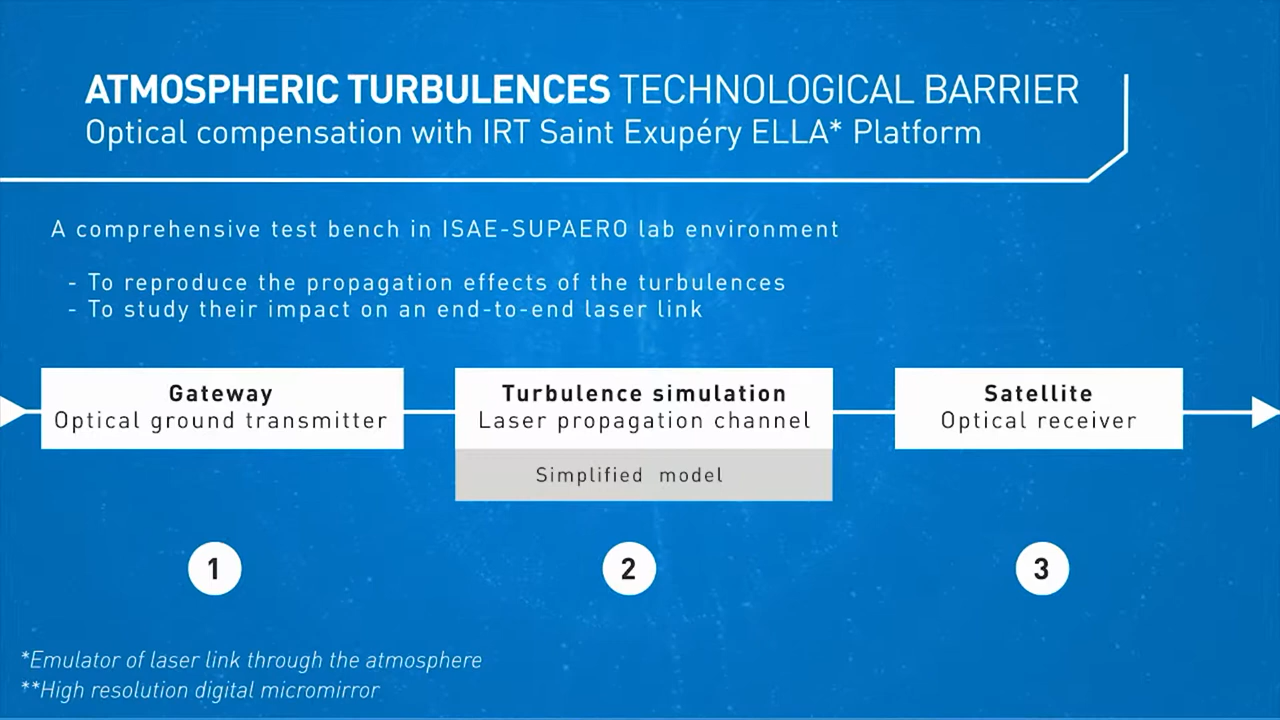 ATMOSPHERIC TURBULENCES TECHNOLOGICAL BARRIER
Optical compensation with IRT Saint Exupéry ELLA* Platform
A comprehensive test bench in ISAE-SUPAERO lab environment
- To reproduce the propagation effects of the turbulences
- To study their impact on an end-to-end laser link
Gateway
Optical ground transmitter
Turbulence simulation
Laser propagation channel
Simplified model
Satellite
Optical receiver
1
2
3
*Emulator of laser link through the atmosphere
**High resolution digital micromirror